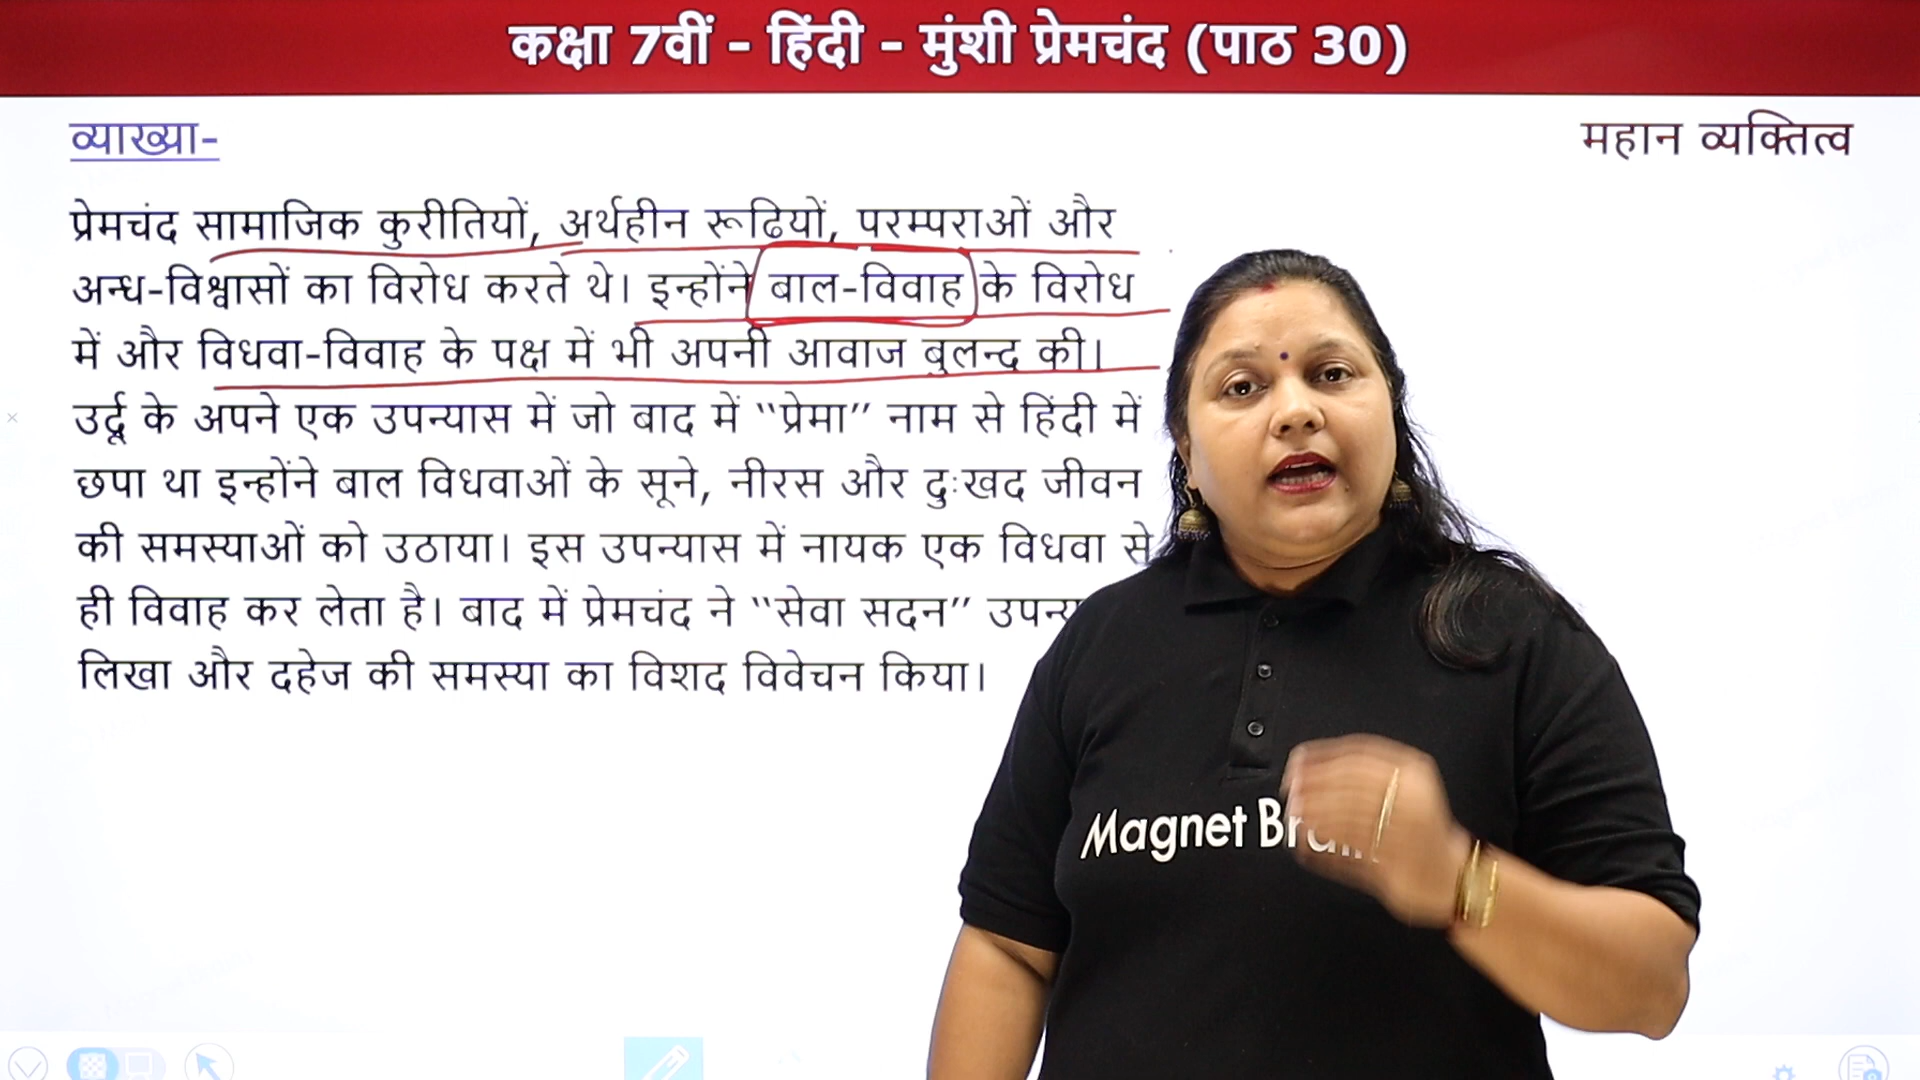 कक्षा 7वीं - हिंदी - मुंशी प्रेमचंद (पाठ 30)
व्याख्या-
महान व्यक्तित्व
प्रेमचंद सामाजिक कुरीतियों, अर्थहीन रूढियों, परम्पराओं और
अन्ध-विश्वासों का विरोध करते थे। इन्होंने बाल-विवाह के विरोध
में और विधवा-विवाह के पक्ष में भी अपनी आवाज बुलन्द की।
उर्दू के अपने एक उपन्यास में जो बाद में "प्रेमा" नाम से हिंदी में
छपा था इन्होंने बाल विधवाओं के सूने, नीरस और दुःखद जीवन
की समस्याओं को उठाया। इस उपन्यास में नायक एक विधवा से
ही विवाह कर लेता है। बाद में प्रेमचंद ने "सेवा सदन"
लिखा और दहेज की समस्या का विशद विवेचन किया।
Magnet